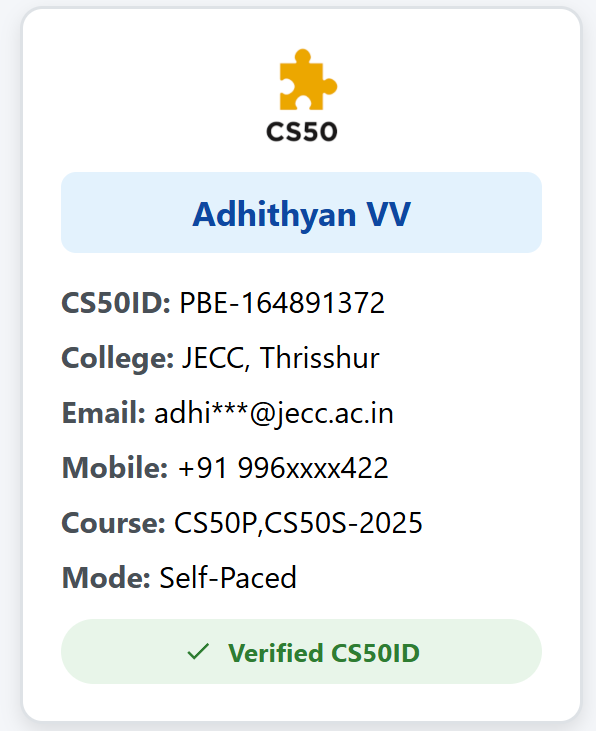 CS50
Adhithyan VV
CS50ID: PBE-164891372
College: JECC, Thrisshur
Email: adhi***@jecc.ac.in
Mobile: +91 996xxxx422
Course: CS50P,CS50S-2025
Mode: Self-Paced
✓ Verified CS50ID